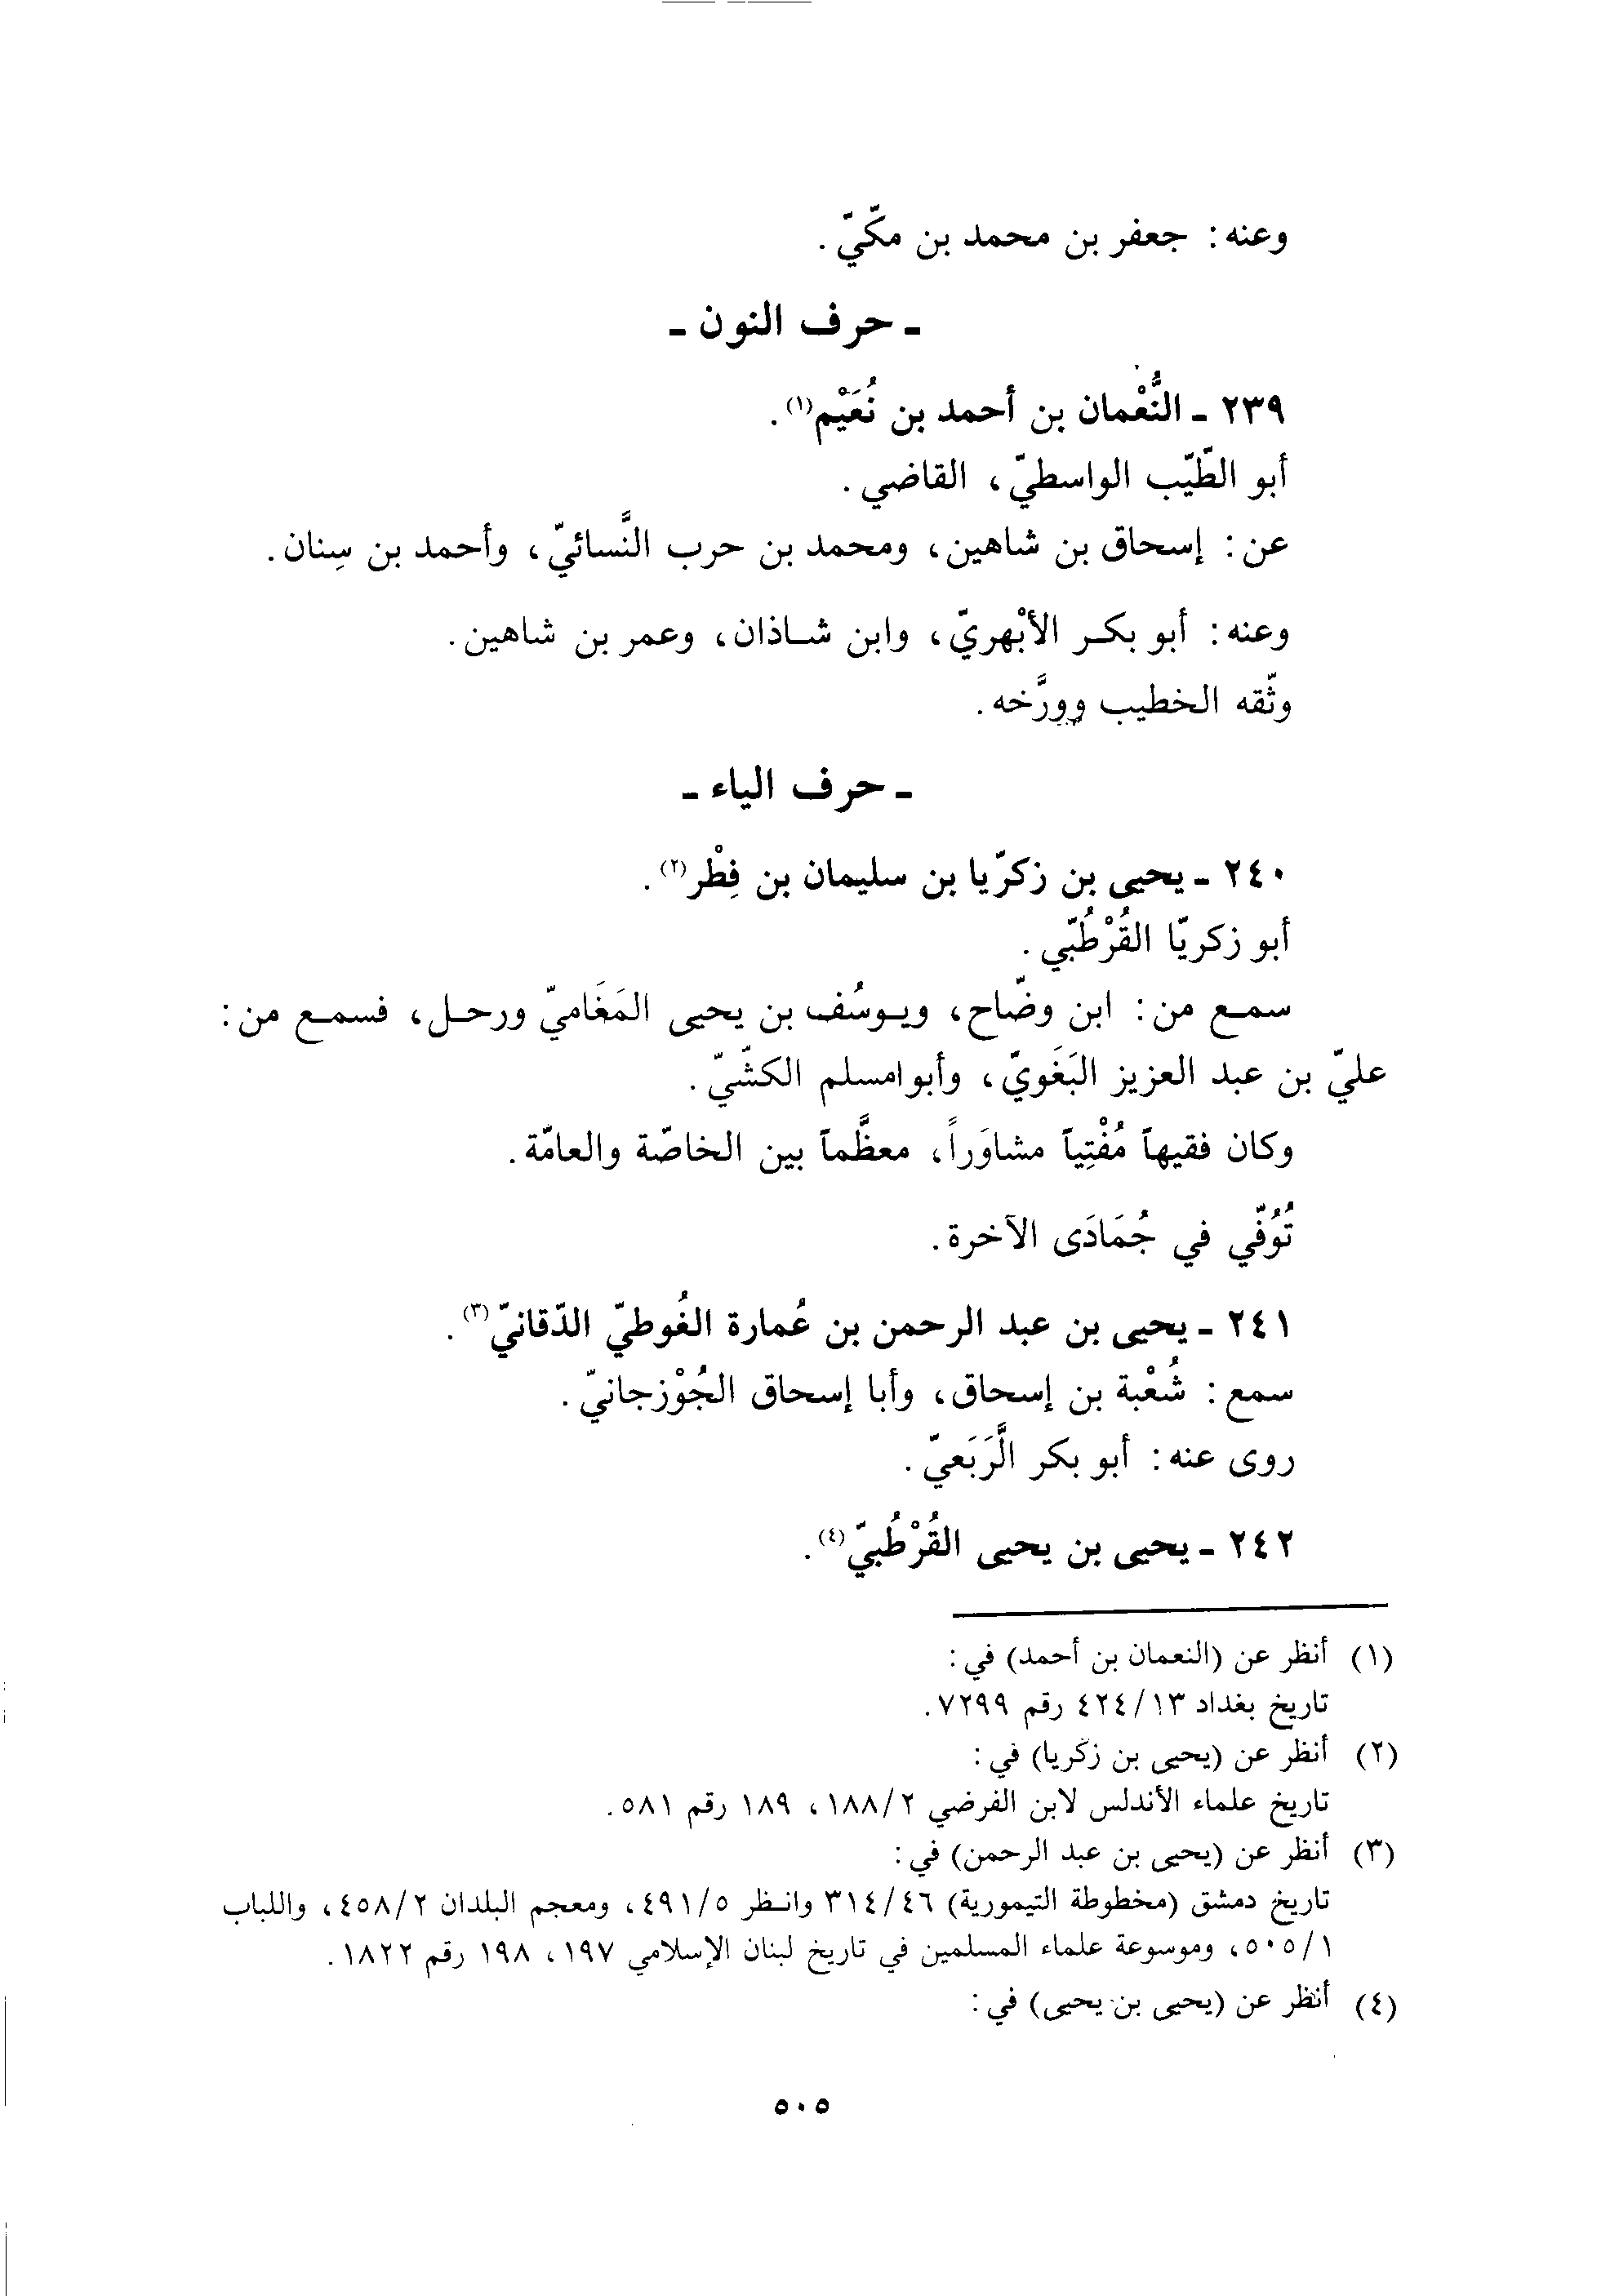 وعنه: جعفر بن محمد بن مكّيّ.
ـ حرف النون ـ
٢٣٩ ـ النُّعْمان بن أحمد بن نُعَيْم(١).
أبو الطّيّب الواسطيّ، القاضي.
عن: إسحاق بن شاهين، ومحمد بن حرب النَّسائيّ، وأحمد بن سِنان.
وعنه: أبو بكر الأبْهريّ، وابن شاذان، وعمر بن شاهين.
وثّقه الخطيب وورَّخه.
ـ حرف الياء ـ
٢٤٠ ـ يحيى بن زكرّيا بن سليمان بن فِطْر(٢).
أبو زكريّا القُرْطُبّي.
سمع من: ابن وضّاح، ويوسُف بن يحيى المَغَاميّ ورحل، فسمع من:
عليّ بن عبد العزيز البَغَويّ، وأبوامسلم الكشّيّ.
وكان فقيهاً مُفْتِياً مشاوَراً، معظَّماً بين الخاصّة والعامّة.
تُوُفّي في جُمَادَى الآخرة.
٢٤١ ـ يحيى بن عبد الرحمن بن عُمارة الغُوطيّ الدّقانيّ(٣).
سمع: شُعْبة بن إسحاق، وأبا إسحاق الجُوْزجانيّ.
روى عنه: أبو بكر الَّرَبَعيّ.
٢٤٢ ـ يحيى بن يحيى القُرْطُبيّ(٤).
(١) أنظر عن (النعمان بن أحمد) في:
تاريخ بغداد ١٣/٤٢٤ رقم ٧٢٩٩.
(٢) أنظر عن (يحيى بن زكريا) في:
تاريخ علماء الأندلس لابن الفرضي ٢/١٨٨، ١٨٩ رقم ٥٨١.
(٣) أنظر عن (يحيى بن عبد الرحمن) في:
تاريخ دمشق (مخطوطة التيمورية) ٤٦/٣١٤ وانظر ٥/٤٩١، ومعجم البلدان ٢/٤٥٨، واللباب
١/٥٠٥، وموسوعة علماء المسلمين في تاريخ لبنان الإسلامي ١٩٧، ١٩٨ رقم ١٨٢٢.
(٤) أنظر عن (يحيى بن يحيى) في:
٥٠٥